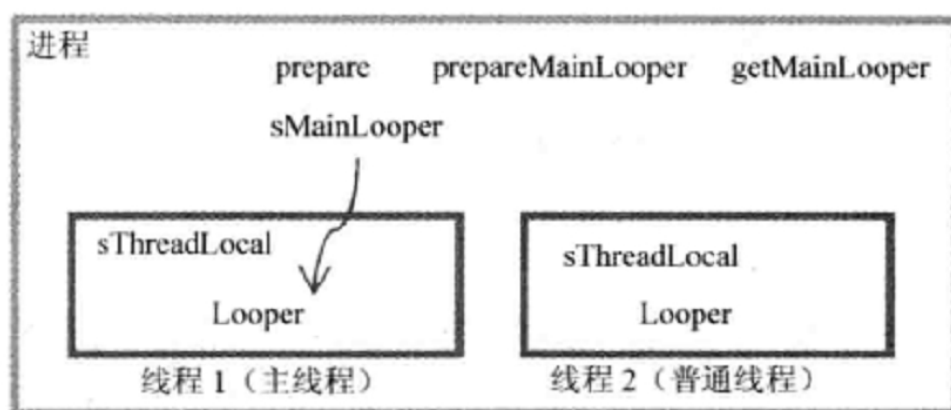 进程
prepare prepareMainLooper getMainLooper
sMainLooper
sThreadLocal
Looper
线程 1（主线程）
sThreadLocal
Looper
线程 2（普通线程）